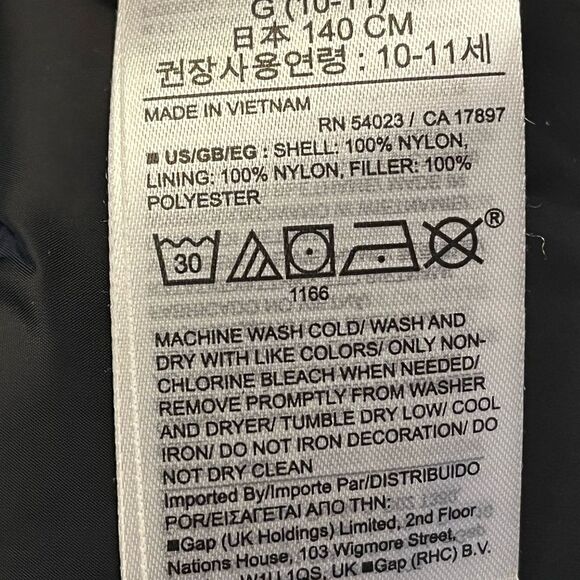 G (10-11)
日本 140 CM
권장사용연령 : 10-11세
MADE IN VIETNAM
RN 54023 / CA 17897
■ US/GB/EG : SHELL: 100% NYLON,
LINING: 100% NYLON, FILLER: 100%
POLYESTER
30
®
1166
MACHINE WASH COLD/ WASH AND
DRY WITH LIKE COLORS/ ONLY NON-
CHLORINE BLEACH WHEN NEEDED/
REMOVE PROMPTLY FROM WASHER
AND DRYER/ TUMBLE DRY LOW/ COOL
IRON/ DO NOT IRON DECORATION/ DO
NOT DRY CLEAN
Imported By/Importe Par/DISTRIBUIDO
POR/ΕΙΣΑΓΕΤΑΙ ΑΠΟ ΤΗΝ:
■Gap (UK Holdings) Limited, 2nd Floor
Nations House, 103 Wigmore Street,
W1U 1QS, UK ■Gap (RHC) B.V.